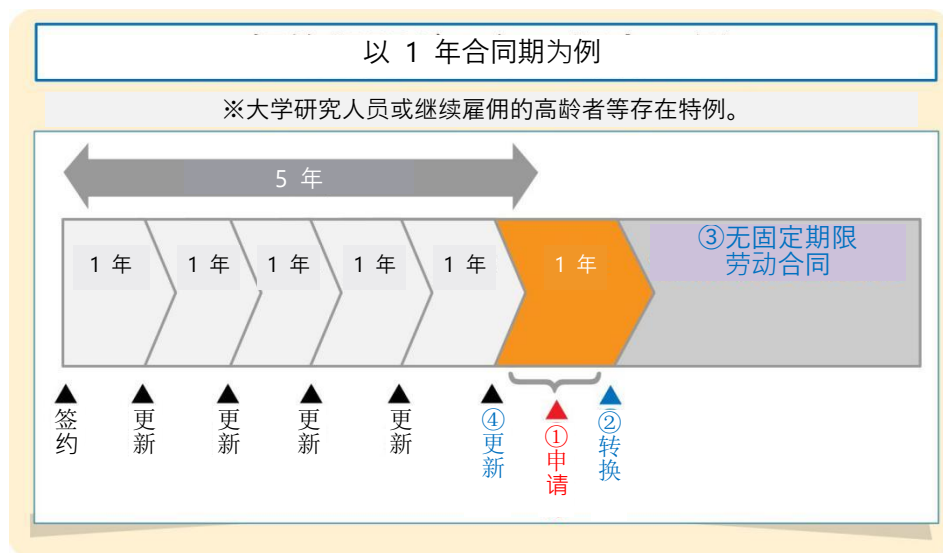 以 1 年合同期为例
※大学研究人员或继续雇佣的高龄者等存在特例。
5 年
1 年
1 年
1 年
1 年
1 年
1 年
③无固定期限
劳动合同
签约
更新
更新
更新
更新
④更新
①申请
②转换